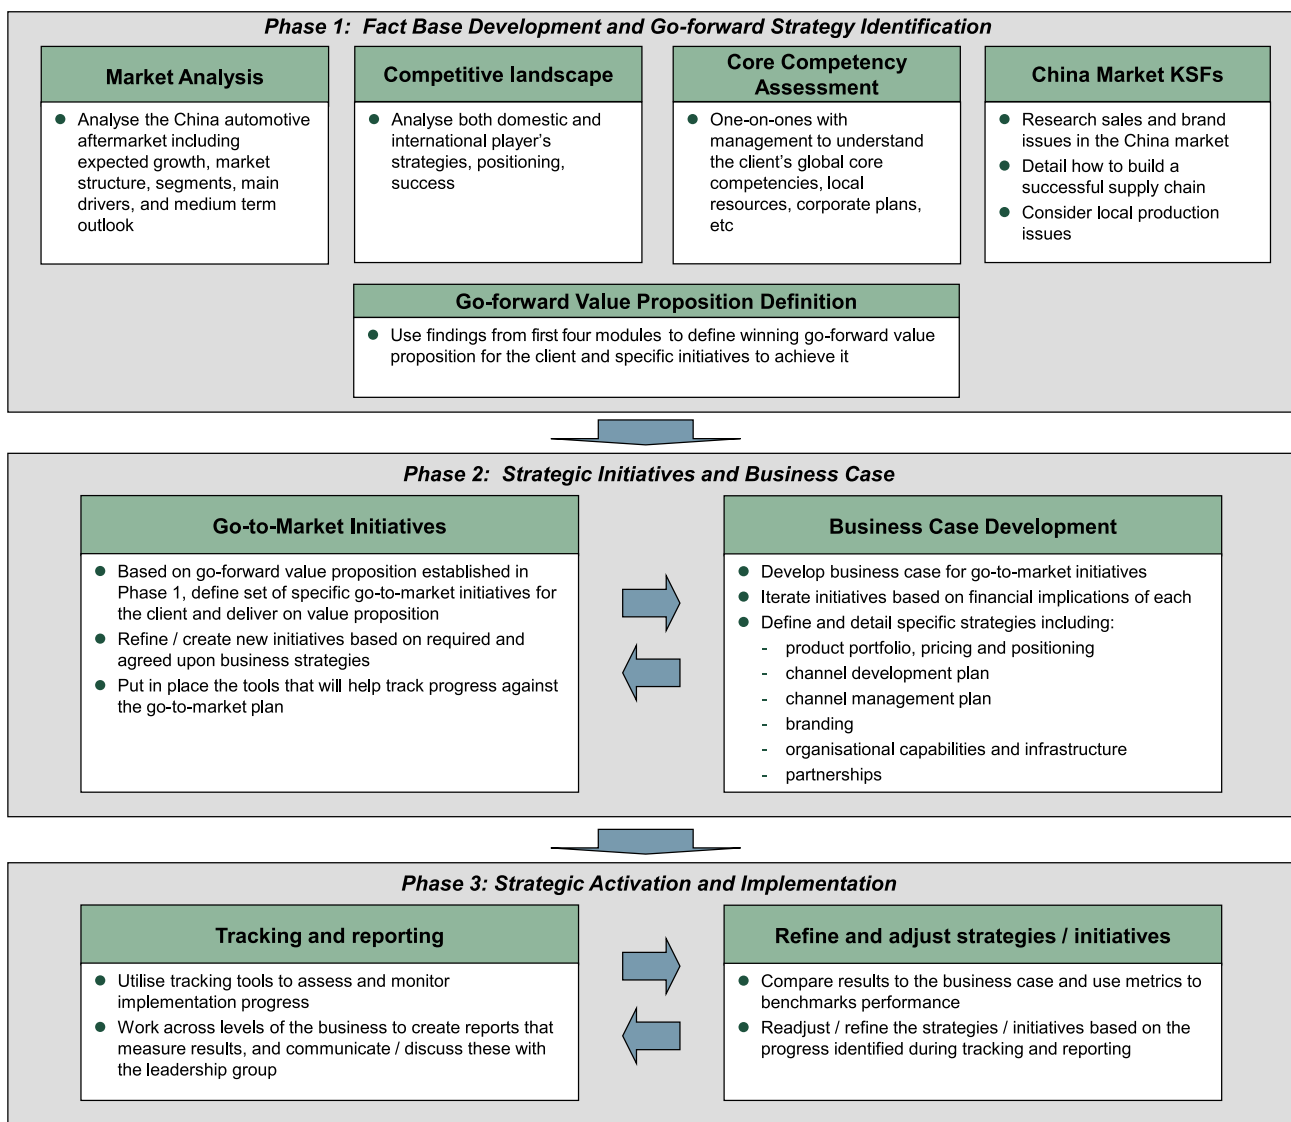 Phase 1:  Fact Base Development and Go-forward Strategy Identification
Market Analysis
● Analyse the China automotive
aftermarket including
expected growth, market
structure, segments, main
drivers, and medium term
outlook
Competitive landscape
● Analyse both domestic and
international player's
strategies, positioning,
success
Core Competency
Assessment
● One-on-ones with
management to understand
the client's global core
competencies, local
resources, corporate plans,
etc
China Market KSFs
● Research sales and brand
issues in the China market
● Detail how to build a
successful supply chain
● Consider local production
issues
Go-forward Value Proposition Definition
● Use findings from first four modules to define winning go-forward value
proposition for the client and specific initiatives to achieve it
Phase 2:  Strategic Initiatives and Business Case
Go-to-Market Initiatives
● Based on go-forward value proposition established in
Phase 1, define set of specific go-to-market initiatives for
the client and deliver on value proposition
● Refine / create new initiatives based on required and
agreed upon business strategies
● Put in place the tools that will help track progress against
the go-to-market plan
Business Case Development
● Develop business case for go-to-market initiatives
● Iterate initiatives based on financial implications of each
● Define and detail specific strategies including:
- product portfolio, pricing and positioning
- channel development plan
- channel management plan
- branding
- organisational capabilities and infrastructure
- partnerships
Phase 3: Strategic Activation and Implementation
Tracking and reporting
● Utilise tracking tools to assess and monitor
implementation progress
● Work across levels of the business to create reports that
measure results, and communicate / discuss these with
the leadership group
Refine and adjust strategies / initiatives
● Compare results to the business case and use metrics to
benchmarks performance
● Readjust / refine the strategies / initiatives based on the
progress identified during tracking and reporting